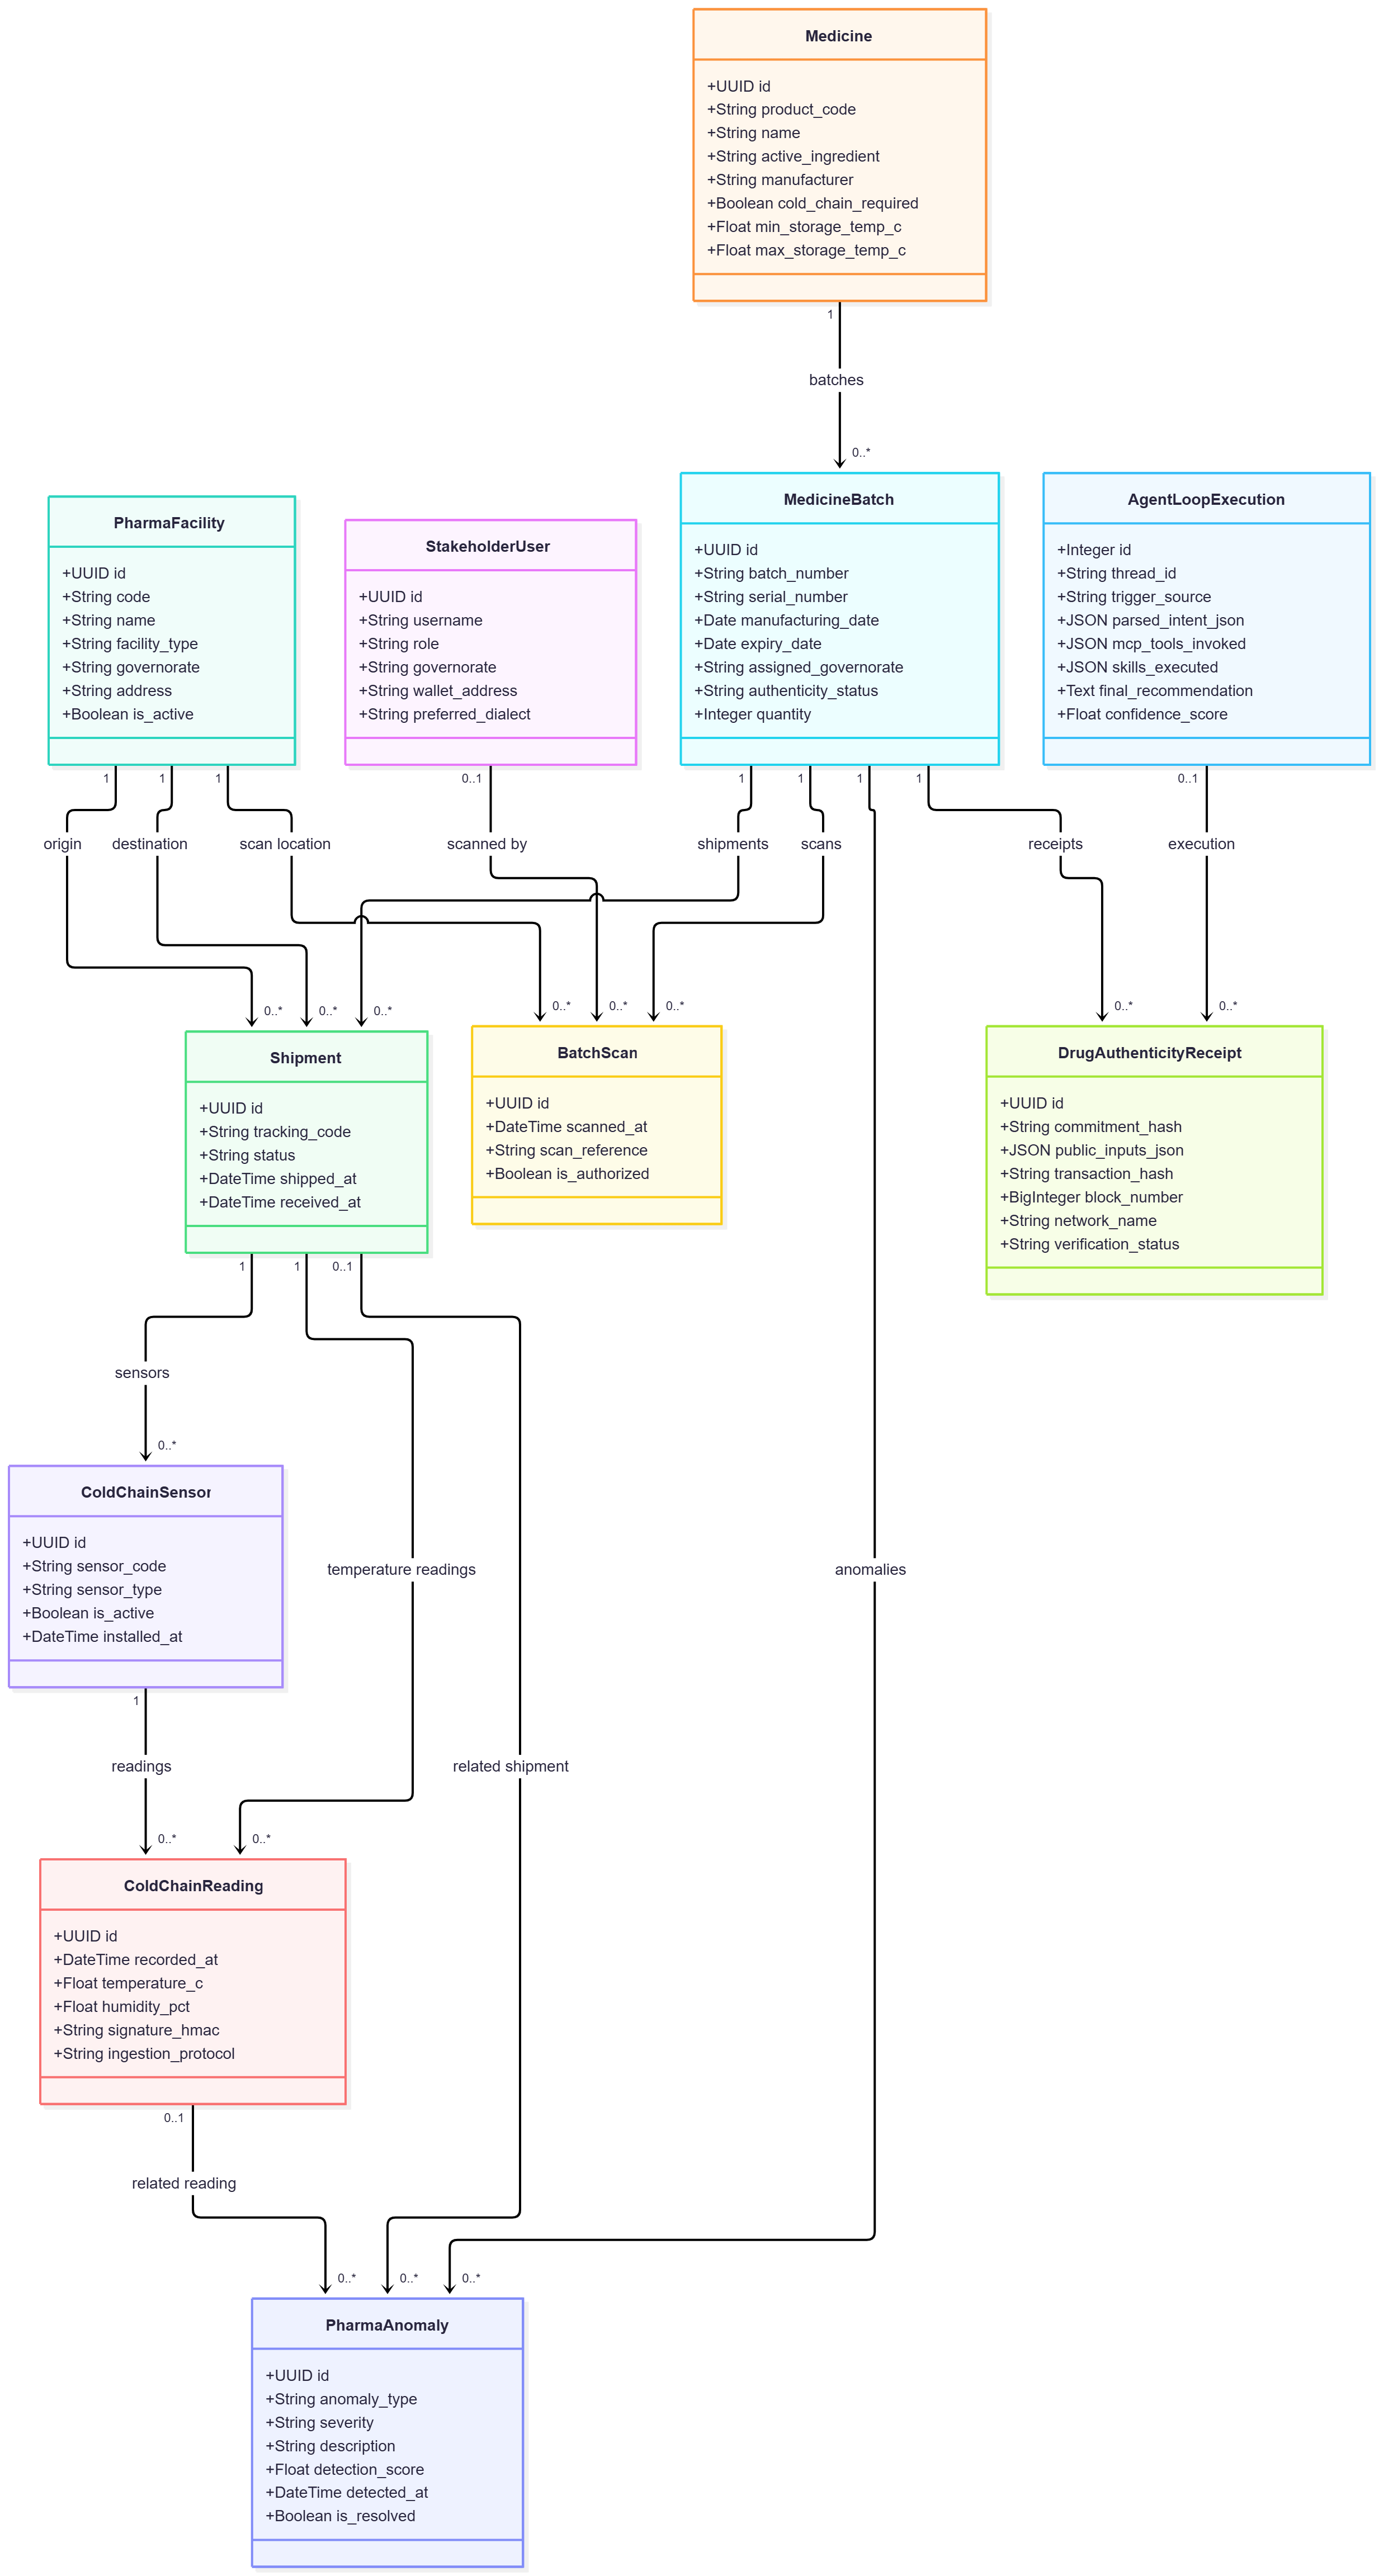 Medicine
+UUID id
+String product_code
+String name
+String active_ingredient
+String manufacturer
+Boolean cold_chain_required
+Float min_storage_temp_c
+Float max_storage_temp_c
1
batches
0..*
PharmaFacility
+UUID id
+String code
+String name
+String facility_type
+String governorate
+String address
+Boolean is_active
StakeholderUser
+UUID id
+String username
+String role
+String governorate
+String wallet_address
+String preferred_dialect
MedicineBatch
+UUID id
+String batch_number
+String serial_number
+Date manufacturing_date
+Date expiry_date
+String assigned_governorate
+String authenticity_status
+Integer quantity
AgentLoopExecution
+Integer id
+String thread_id
+String trigger_source
+JSON parsed_intent_json
+JSON mcp_tools_invoked
+JSON skills_executed
+Text final_recommendation
+Float confidence_score
1
1
1
0..1
1
1
1
1
0..1
origin
destination
scan location
scanned by
shipments
scans
receipts
execution
0..*
0..*
0..*
0..*
0..*
0..*
0..*
0..*
Shipment
+UUID id
+String tracking_code
+String status
+DateTime shipped_at
+DateTime received_at
BatchScan
+UUID id
+DateTime scanned_at
+String scan_reference
+Boolean is_authorized
DrugAuthenticityReceipt
+UUID id
+String commitment_hash
+JSON public_inputs_json
+String transaction_hash
+BigInteger block_number
+String network_name
+String verification_status
1
1
0..1
sensors
0..*
ColdChainSensor
+UUID id
+String sensor_code
+String sensor_type
+Boolean is_active
+DateTime installed_at
temperature readings
anomalies
1
readings
related shipment
0..*
0..*
ColdChainReading
+UUID id
+DateTime recorded_at
+Float temperature_c
+Float humidity_pct
+String signature_hmac
+String ingestion_protocol
0..1
related reading
0..*
0..*
0..*
PharmaAnomaly
+UUID id
+String anomaly_type
+String severity
+String description
+Float detection_score
+DateTime detected_at
+Boolean is_resolved